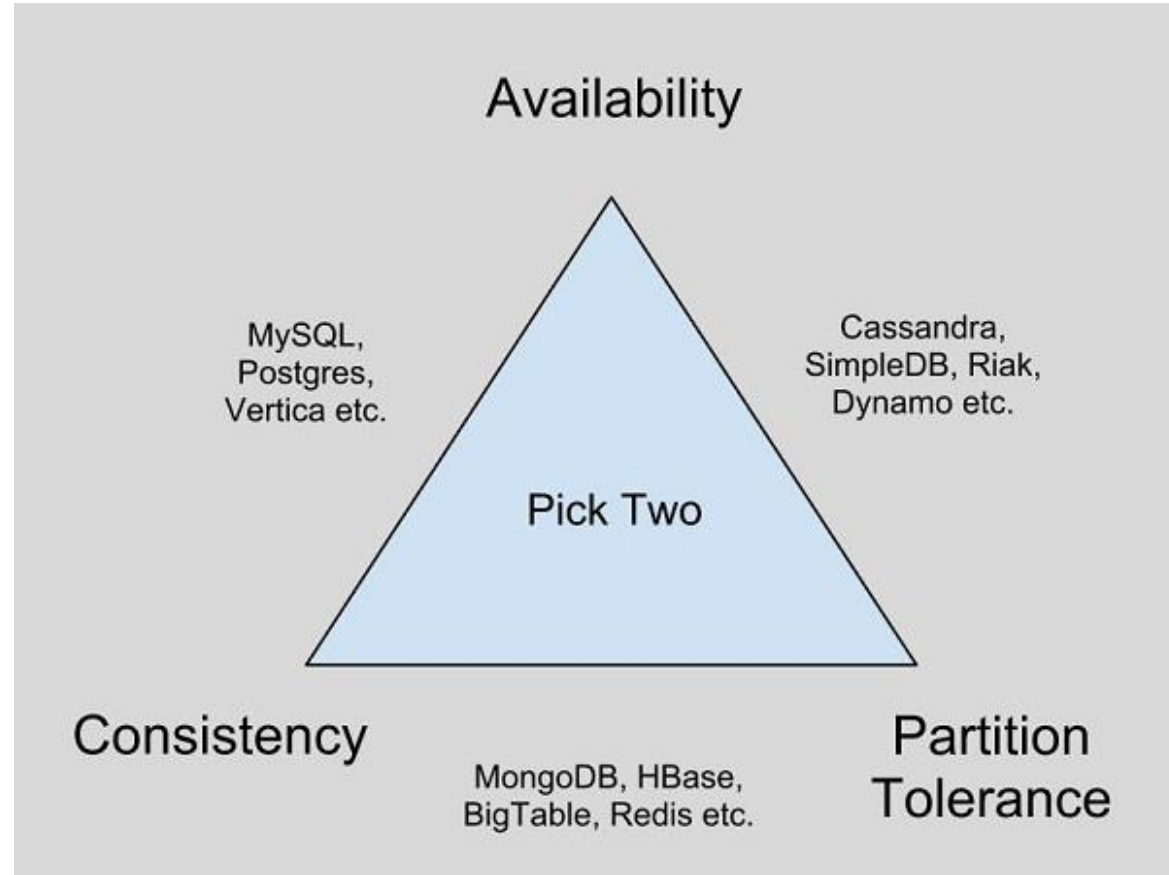 Availability
MySQL,
Postgres,
Vertica etc.
Cassandra,
SimpleDB, Riak,
Dynamo etc.
Pick Two
Consistency
Partition
Tolerance
MongoDB, HBase,
BigTable, Redis etc.